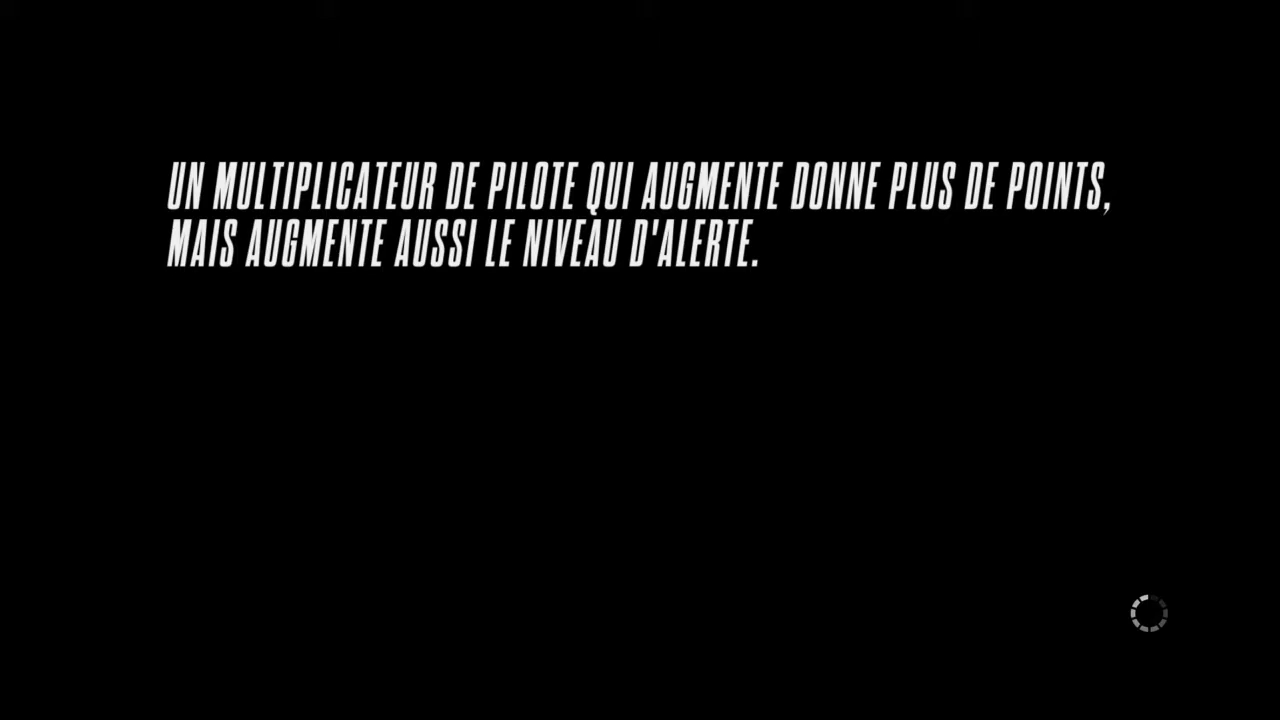 UN MULTIPLICATEUR DE PILOTE QUI AUGMENTE DONNE PLUS DE POINTS,
MAIS AUGMENTE AUSSI LE NIVEAU D'ALERTE.